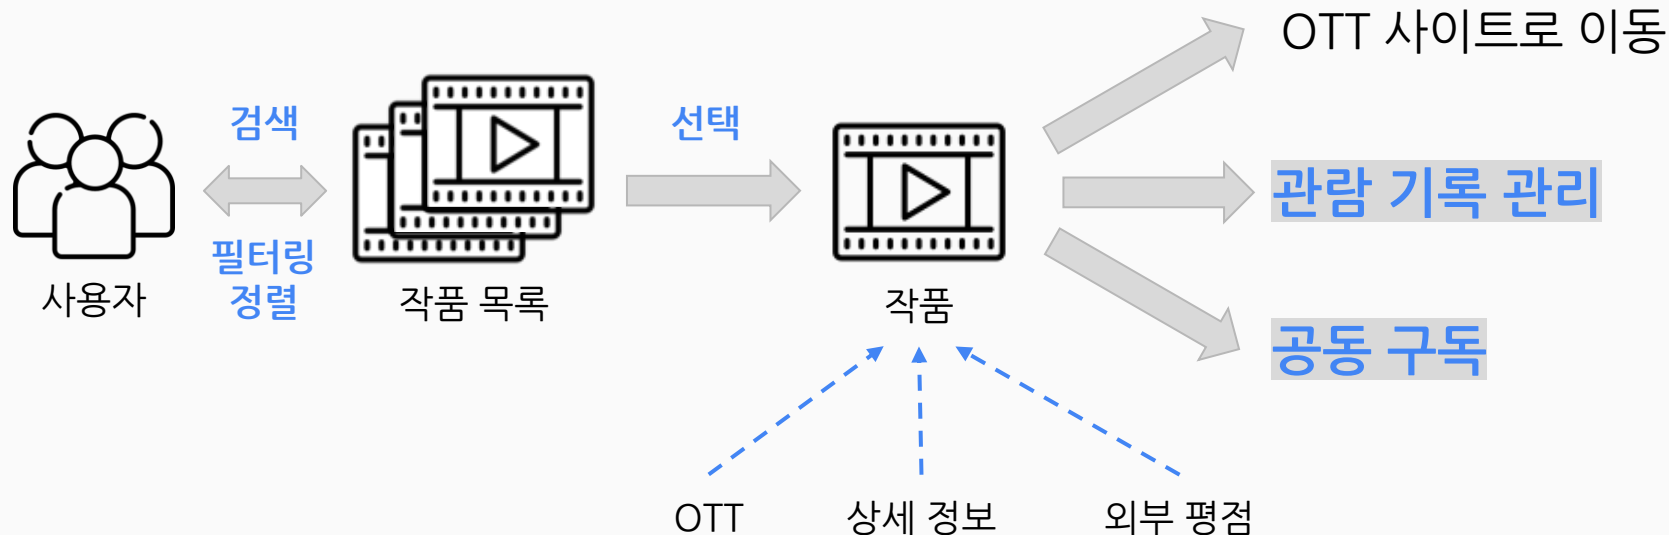 검색
필터링
정렬
사용자
작품 목록
선택
작품
OTT 사이트로 이동
관람 기록 관리
공동 구독
OTT
상세 정보
외부 평점